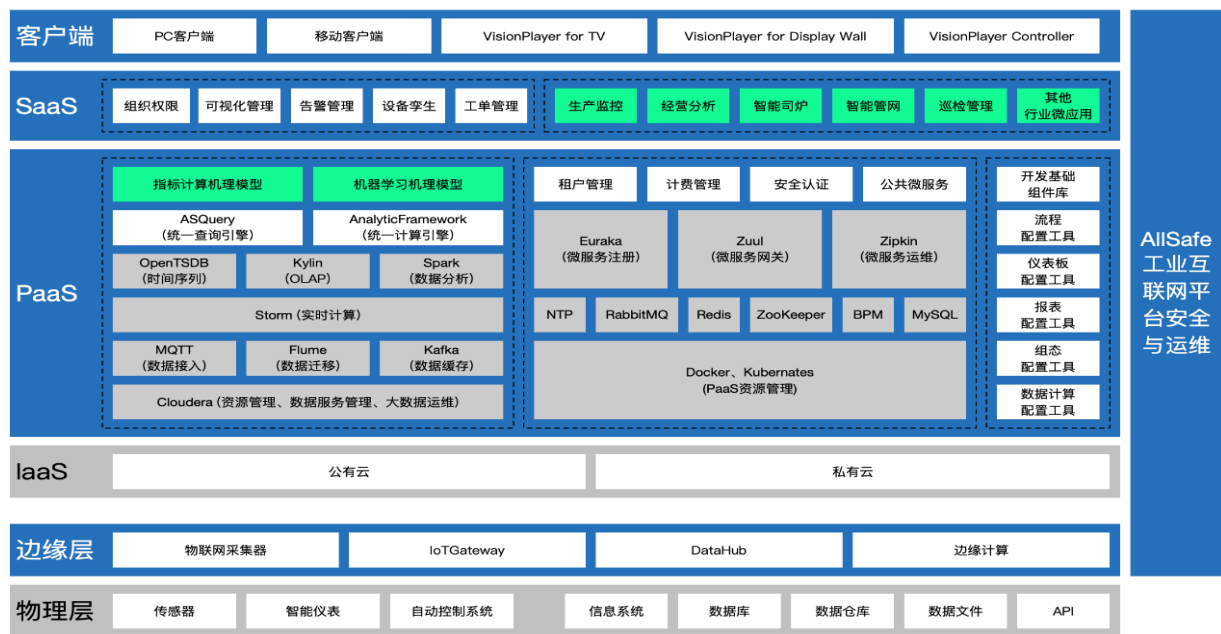 客户端
PC客户端
移动客户端
VisionPlayer for TV
VisionPlayer for Display Wall
VisionPlayer Controller
SaaS
组织权限
可视化管理
告警管理
设备孪生
工单管理
生产监控
经营分析
智能司炉
智能管网
巡检管理
其他
行业微应用
PaaS
指标计算机理模型
机器学习机理模型
ASQuery
(统一查询引擎)
AnalyticFramework
(统一计算引擎)
OpenTSDB
(时间序列)
Kylin
(OLAP)
Spark
(数据分析)
Storm (实时计算)
MQTT
(数据接入)
Flume
(数据迁移)
Kafka
(数据缓存)
Cloudera (资源管理、数据服务管理、大数据运维)
租户管理
计费管理
安全认证
公共微服务
Euraka
(微服务注册)
Zuul
(微服务网关)
Zipkin
(微服务运维)
NTP
RabbitMQ
Redis
ZooKeeper
BPM
MySQL
Docker、Kubernates
(PaaS资源管理)
开发基础
组件库
流程
配置工具
仪表板
配置工具
报表
配置工具
组态
配置工具
数据计算
配置工具
IaaS
公有云
私有云
边缘层
物联网采集器
IoTGateway
DataHub
边缘计算
物理层
传感器
智能仪表
自动控制系统
信息系统
数据库
数据仓库
数据文件
API
AllSafe
工业互
联网平
台安全
与运维